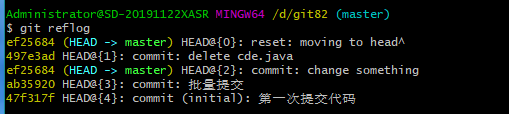 Administrator@SD-20191122XASR MINGW64 /d/git82 (master)
$ git reflog
ef25684 (HEAD -> master) HEAD@{0}: reset: moving to head^
497e3ad HEAD@{1}: commit: delete cde.java
ef25684 (HEAD -> master) HEAD@{2}: commit: change something
ab35920 HEAD@{3}: commit: 批量提交
47f317f HEAD@{4}: commit (initial): 第一次提交代码